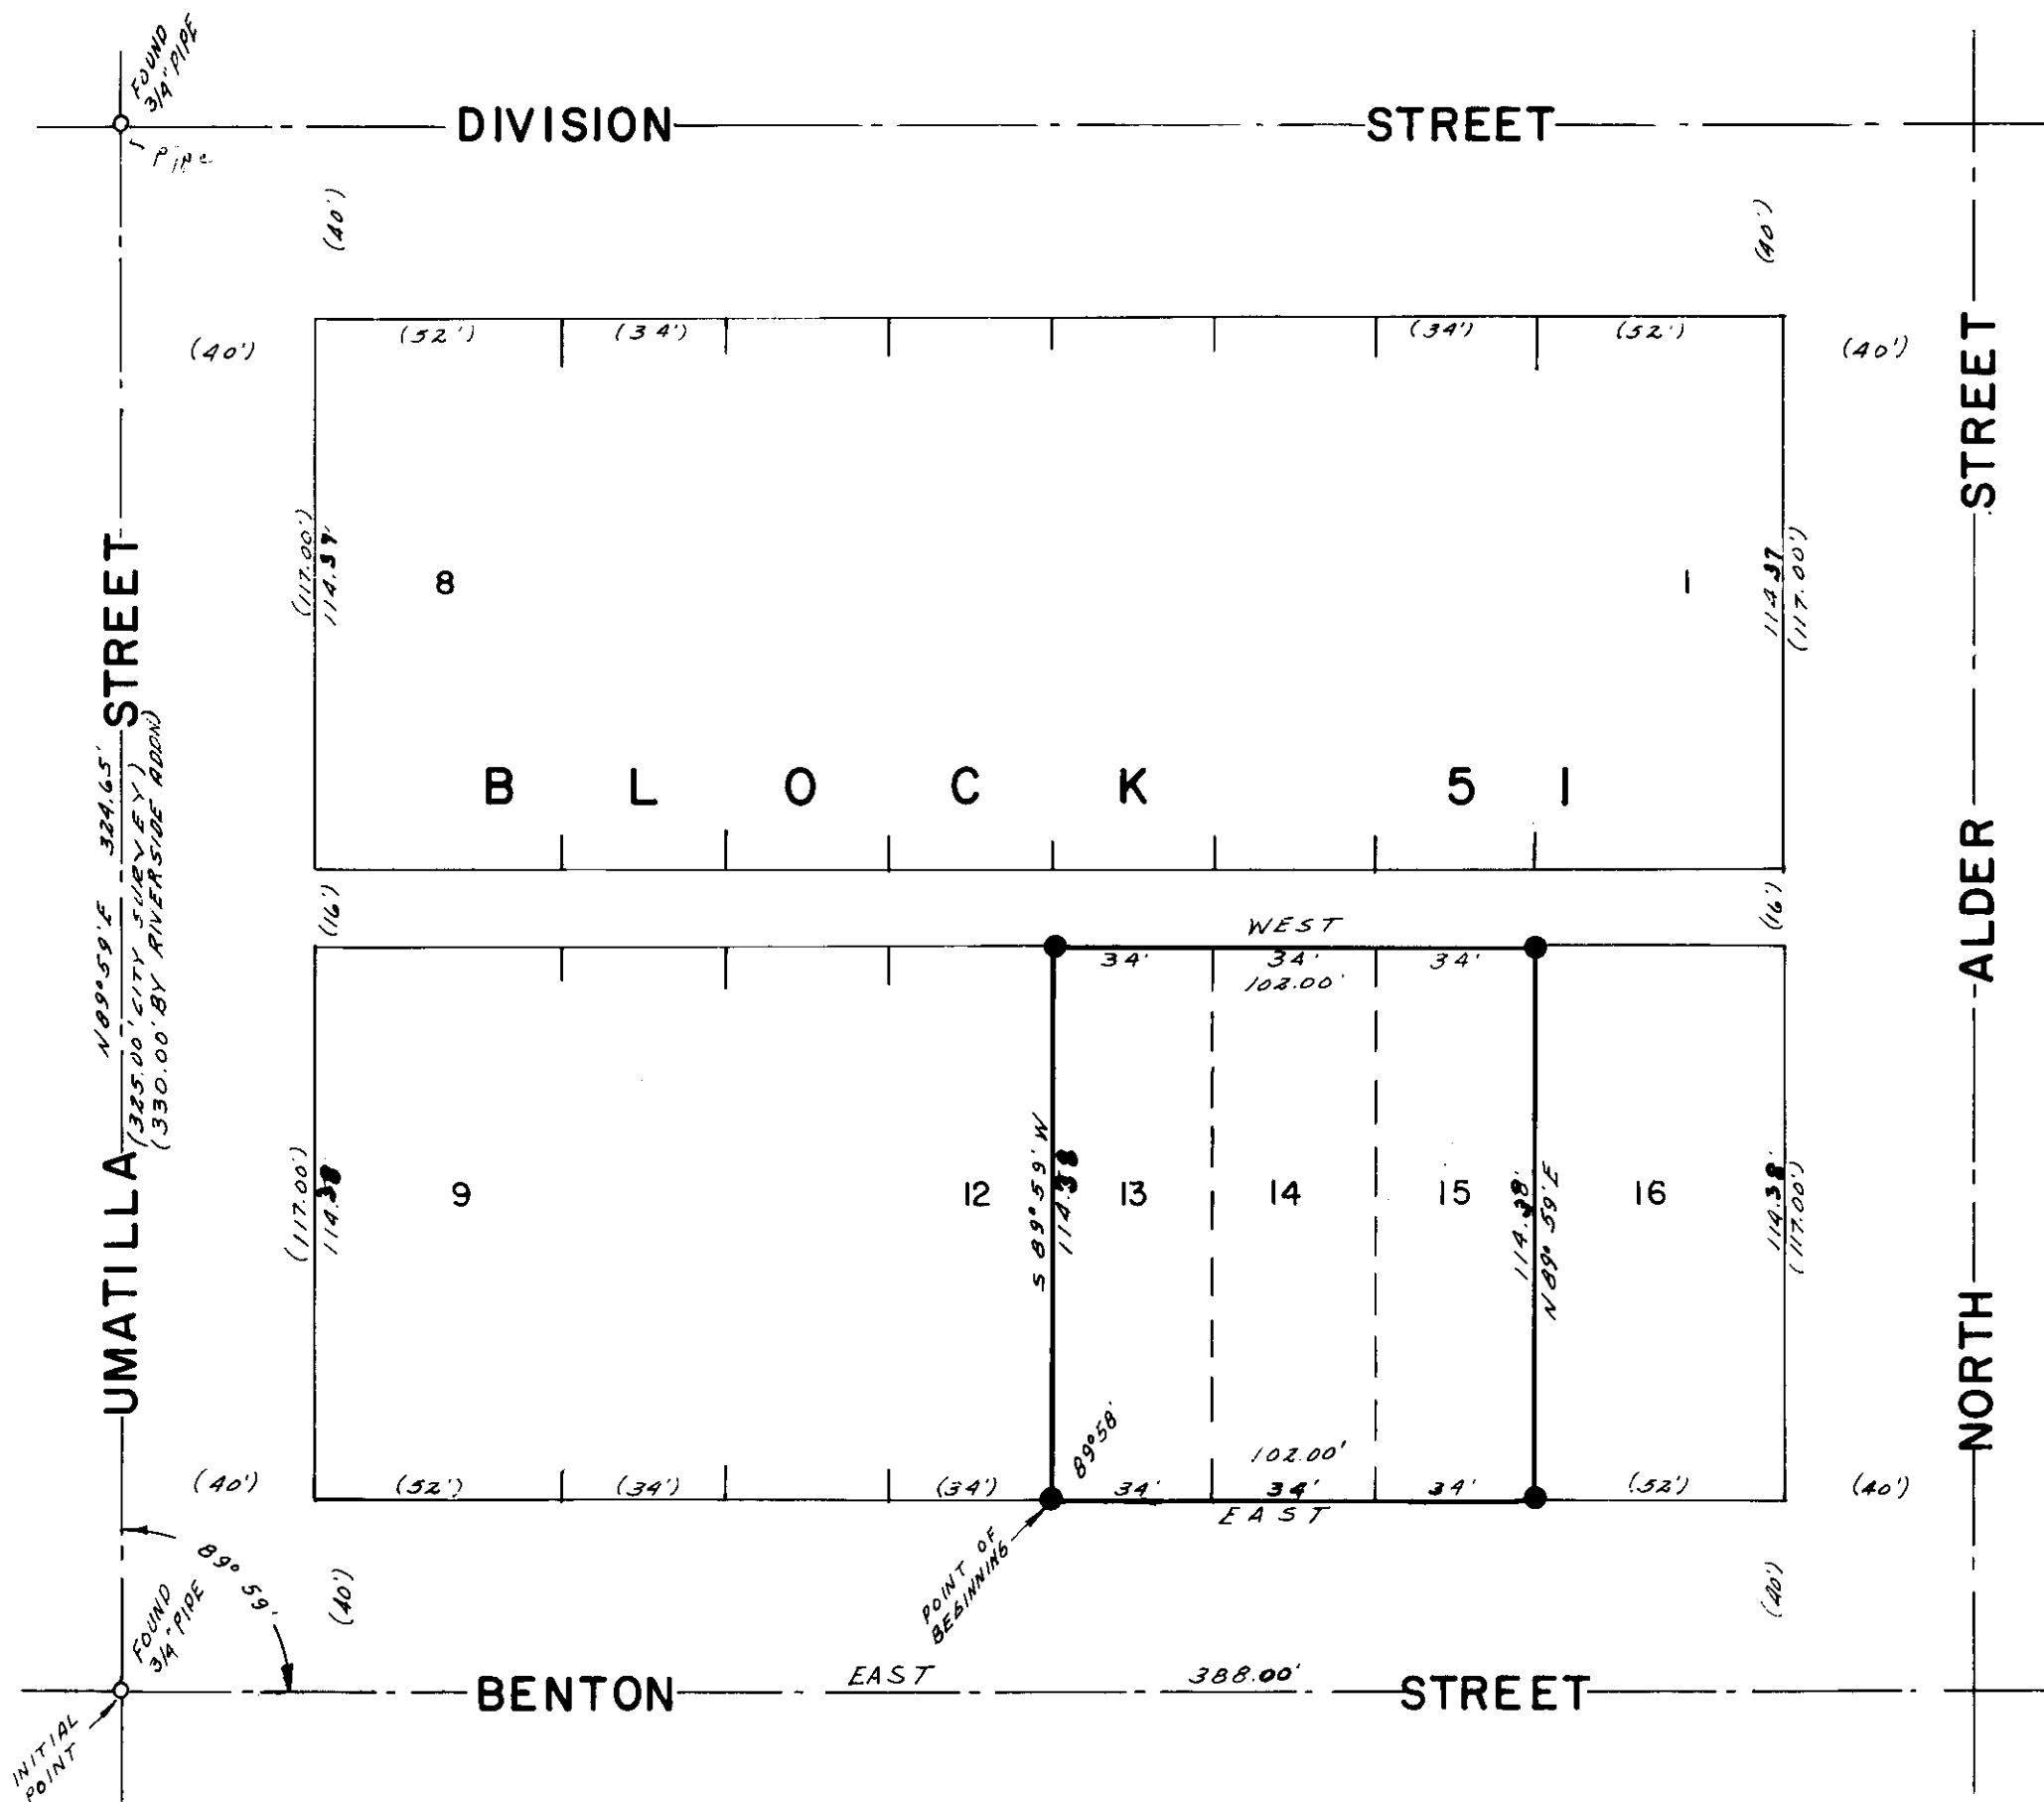 FOUND
3/4" PIPE
DIVISION STREET
PIPE
(40')
(40')
(52')
(34')
(34')
(52')
(40')
(40')
(117.00')
114.37'
8
1
114.37
(117.00')
BLOCK 51
UMATILLA STREET
N89°59'E 324.65'
(325.00' CITY SURVEY)
(330.00' BY RIVERSIDE ADDN)
NORTH ALDER STREET
(16')
(16')
WEST
34'
34'
34'
102.00'
(117.00')
114.38
9
12
S 89°59' W
114.38
13
14
15
114.38'
N 89° 59' E
16
114.38'
(117.00')
89°58'
102.00'
(40')
(52')
(34')
(34')
34'
34'
34'
(52')
(40')
EAST
89° 59'
POINT OF
BEGINNING
(40')
(40')
FOUND
3/4" PIPE
BENTON STREET
EAST 388.00'
INITIAL
POINT